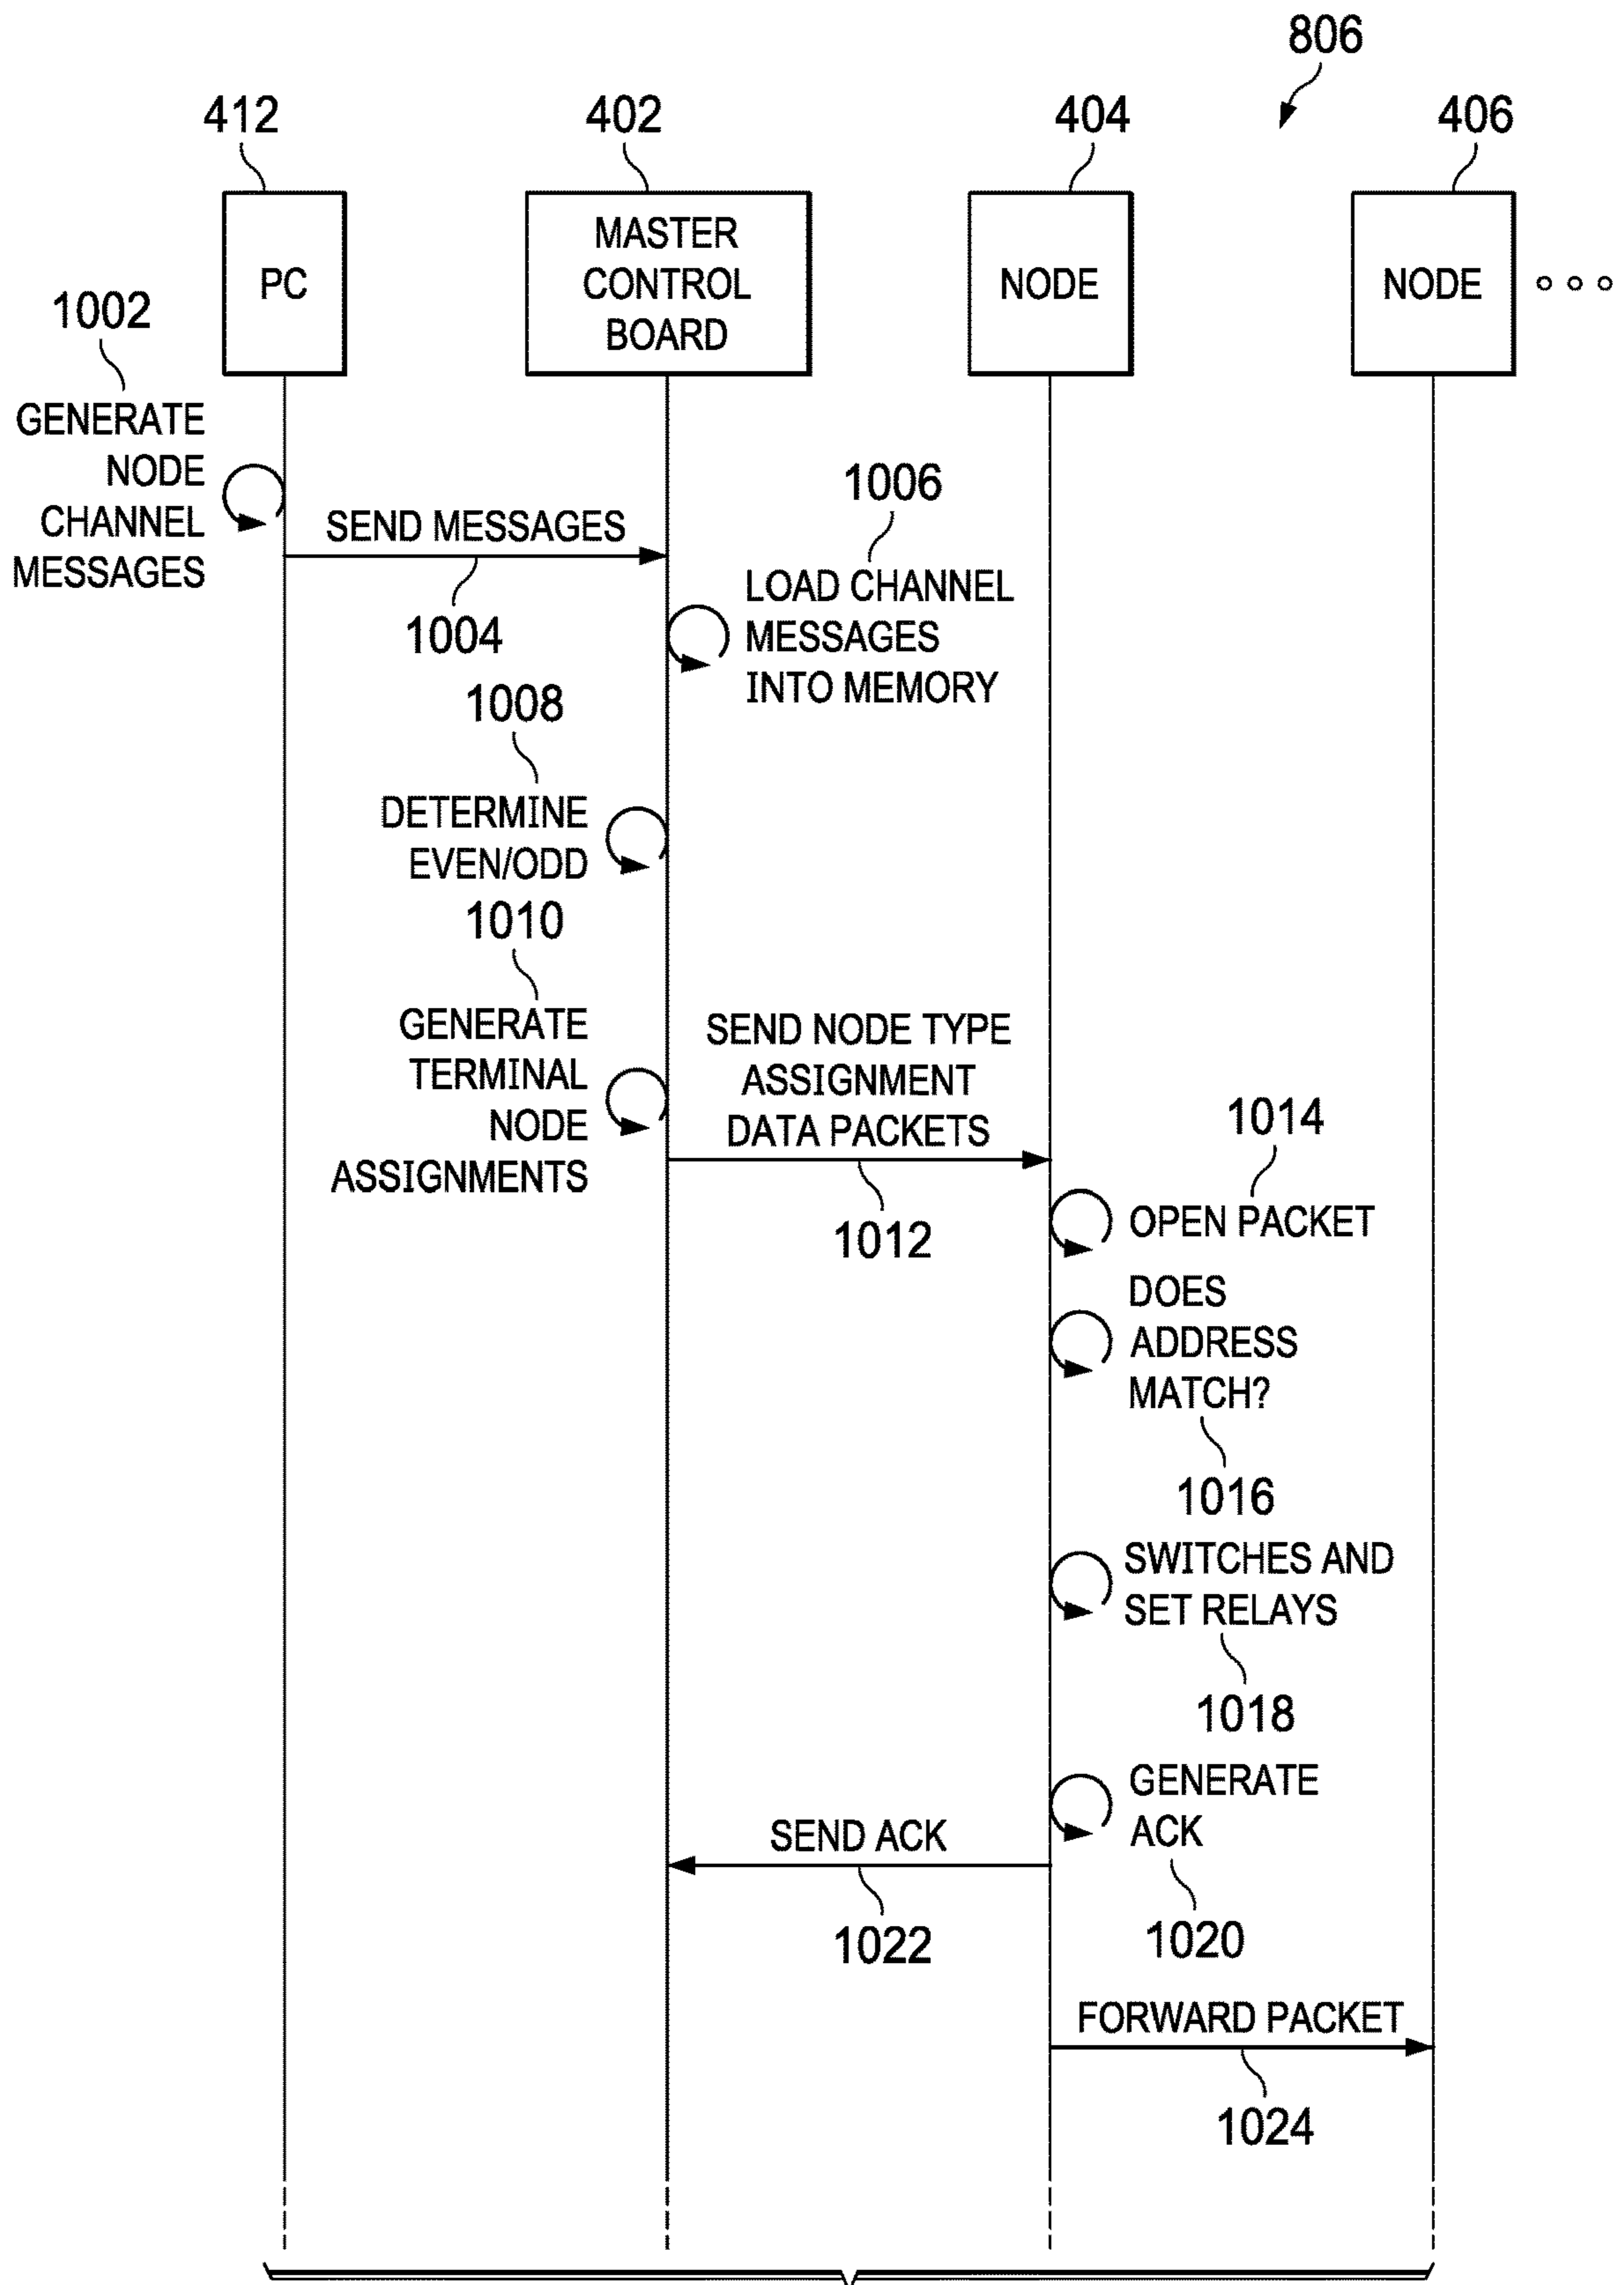 806
412
402
404
406
PC
MASTER
CONTROL
BOARD
NODE
NODE
1002
GENERATE
NODE
CHANNEL
MESSAGES
SEND MESSAGES
1004
1006
LOAD CHANNEL
MESSAGES
INTO MEMORY
1008
DETERMINE
EVEN/ODD
1010
GENERATE
TERMINAL
NODE
ASSIGNMENTS
SEND NODE TYPE
ASSIGNMENT
DATA PACKETS
1012
1014
OPEN PACKET
DOES
ADDRESS
MATCH?
1016
SWITCHES AND
SET RELAYS
1018
GENERATE
ACK
1020
SEND ACK
1022
FORWARD PACKET
1024